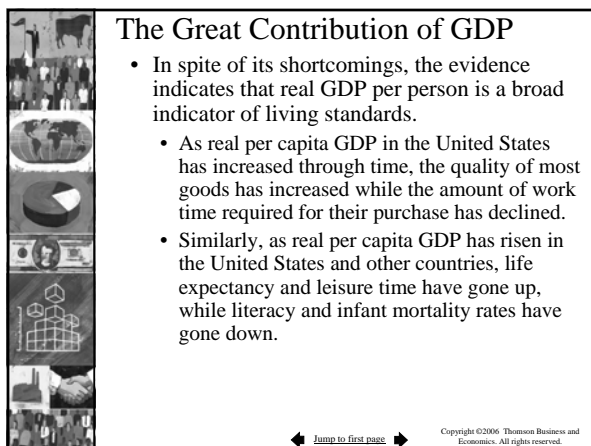 The Great Contribution of GDP
• In spite of its shortcomings, the evidence
indicates that real GDP per person is a broad
indicator of living standards.
• As real per capita GDP in the United States
has increased through time, the quality of most
goods has increased while the amount of work
time required for their purchase has declined.
• Similarly, as real per capita GDP has risen in
the United States and other countries, life
expectancy and leisure time have gone up,
while literacy and infant mortality rates have
gone down.
Jump to first page
Copyright ©2006 Thomson Business and
Economics. All rights reserved.